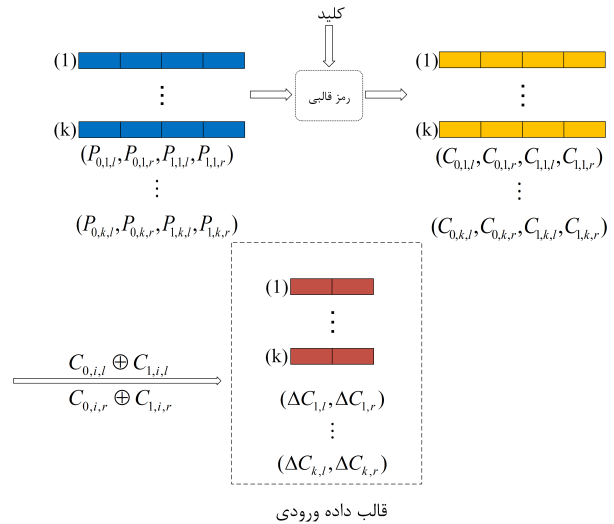 کلید
(1)
(1)
⋮
رمز قالبی
⋮
(k)
(k)
(P_{0,1,l}, P_{0,1,r}, P_{1,1,l}, P_{1,1,r})
(C_{0,1,l}, C_{0,1,r}, C_{1,1,l}, C_{1,1,r})
⋮
⋮
(P_{0,k,l}, P_{0,k,r}, P_{1,k,l}, P_{1,k,r})
(C_{0,k,l}, C_{0,k,r}, C_{1,k,l}, C_{1,k,r})
(1)
⋮
(k)
C_{0,i,l} ⊕ C_{1,i,l}
C_{0,i,r} ⊕ C_{1,i,r}
(ΔC_{1,l}, ΔC_{1,r})
⋮
(ΔC_{k,l}, ΔC_{k,r})
قالب داده ورودی